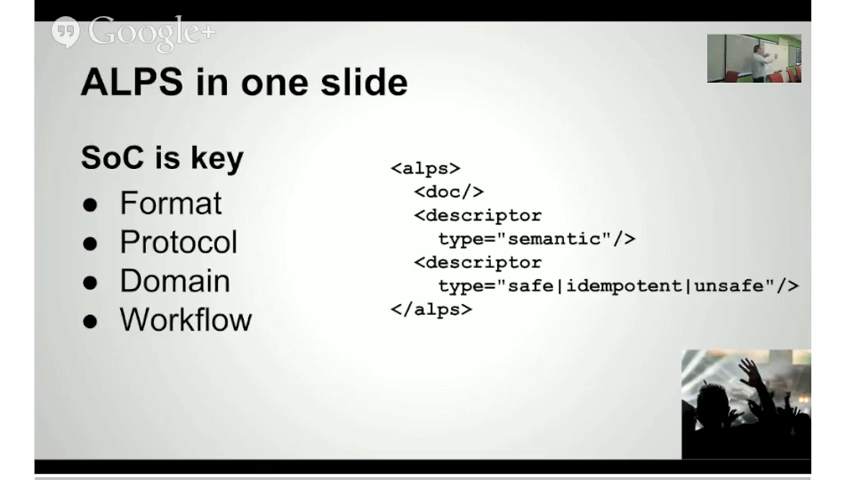 Google+
ALPS in one slide
SoC is key
● Format
● Protocol
● Domain
● Workflow
<alps>
<doc/>
<descriptor
type="semantic"/>
<descriptor
type="safe|idempotent|unsafe"/>
</alps>